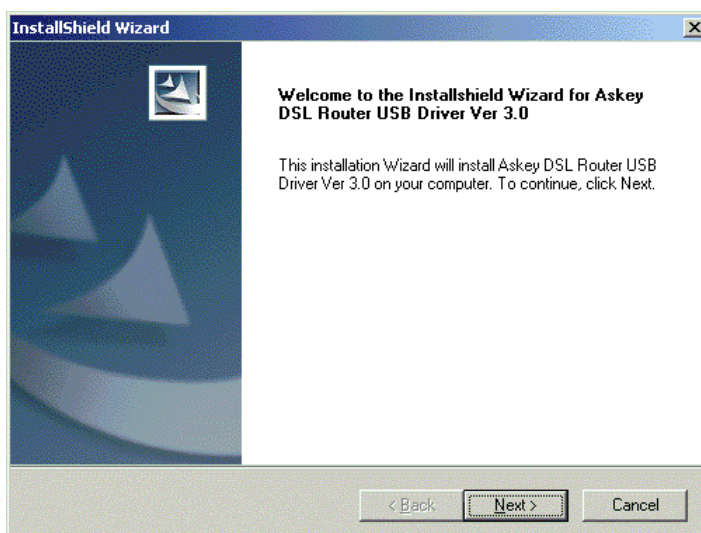 InstallShield Wizard
Welcome to the Installshield Wizard for Askey
DSL Router USB Driver Ver 3.0
This installation Wizard will install Askey DSL Router USB
Driver Ver 3.0 on your computer. To continue, click Next.
< Back Next > Cancel